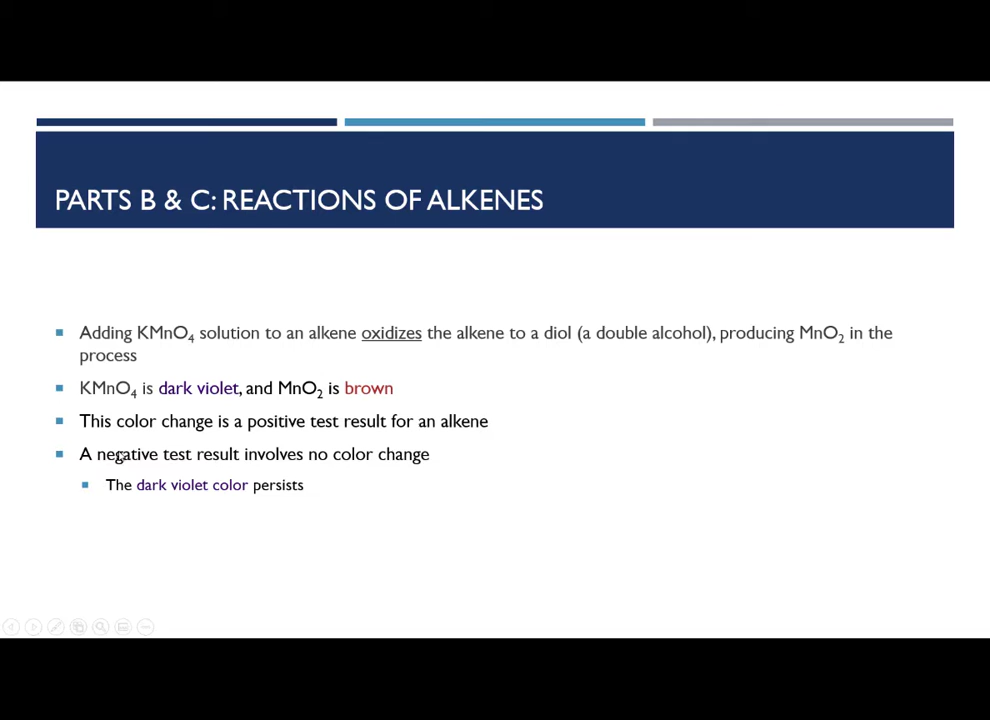 PARTS B & C: REACTIONS OF ALKENES
Adding KMnO₄ solution to an alkene oxidizes the alkene to a diol (a double alcohol), producing MnO₂ in the
process
KMnO₄ is dark violet, and MnO₂ is brown
This color change is a positive test result for an alkene
A negative test result involves no color change
The dark violet color persists